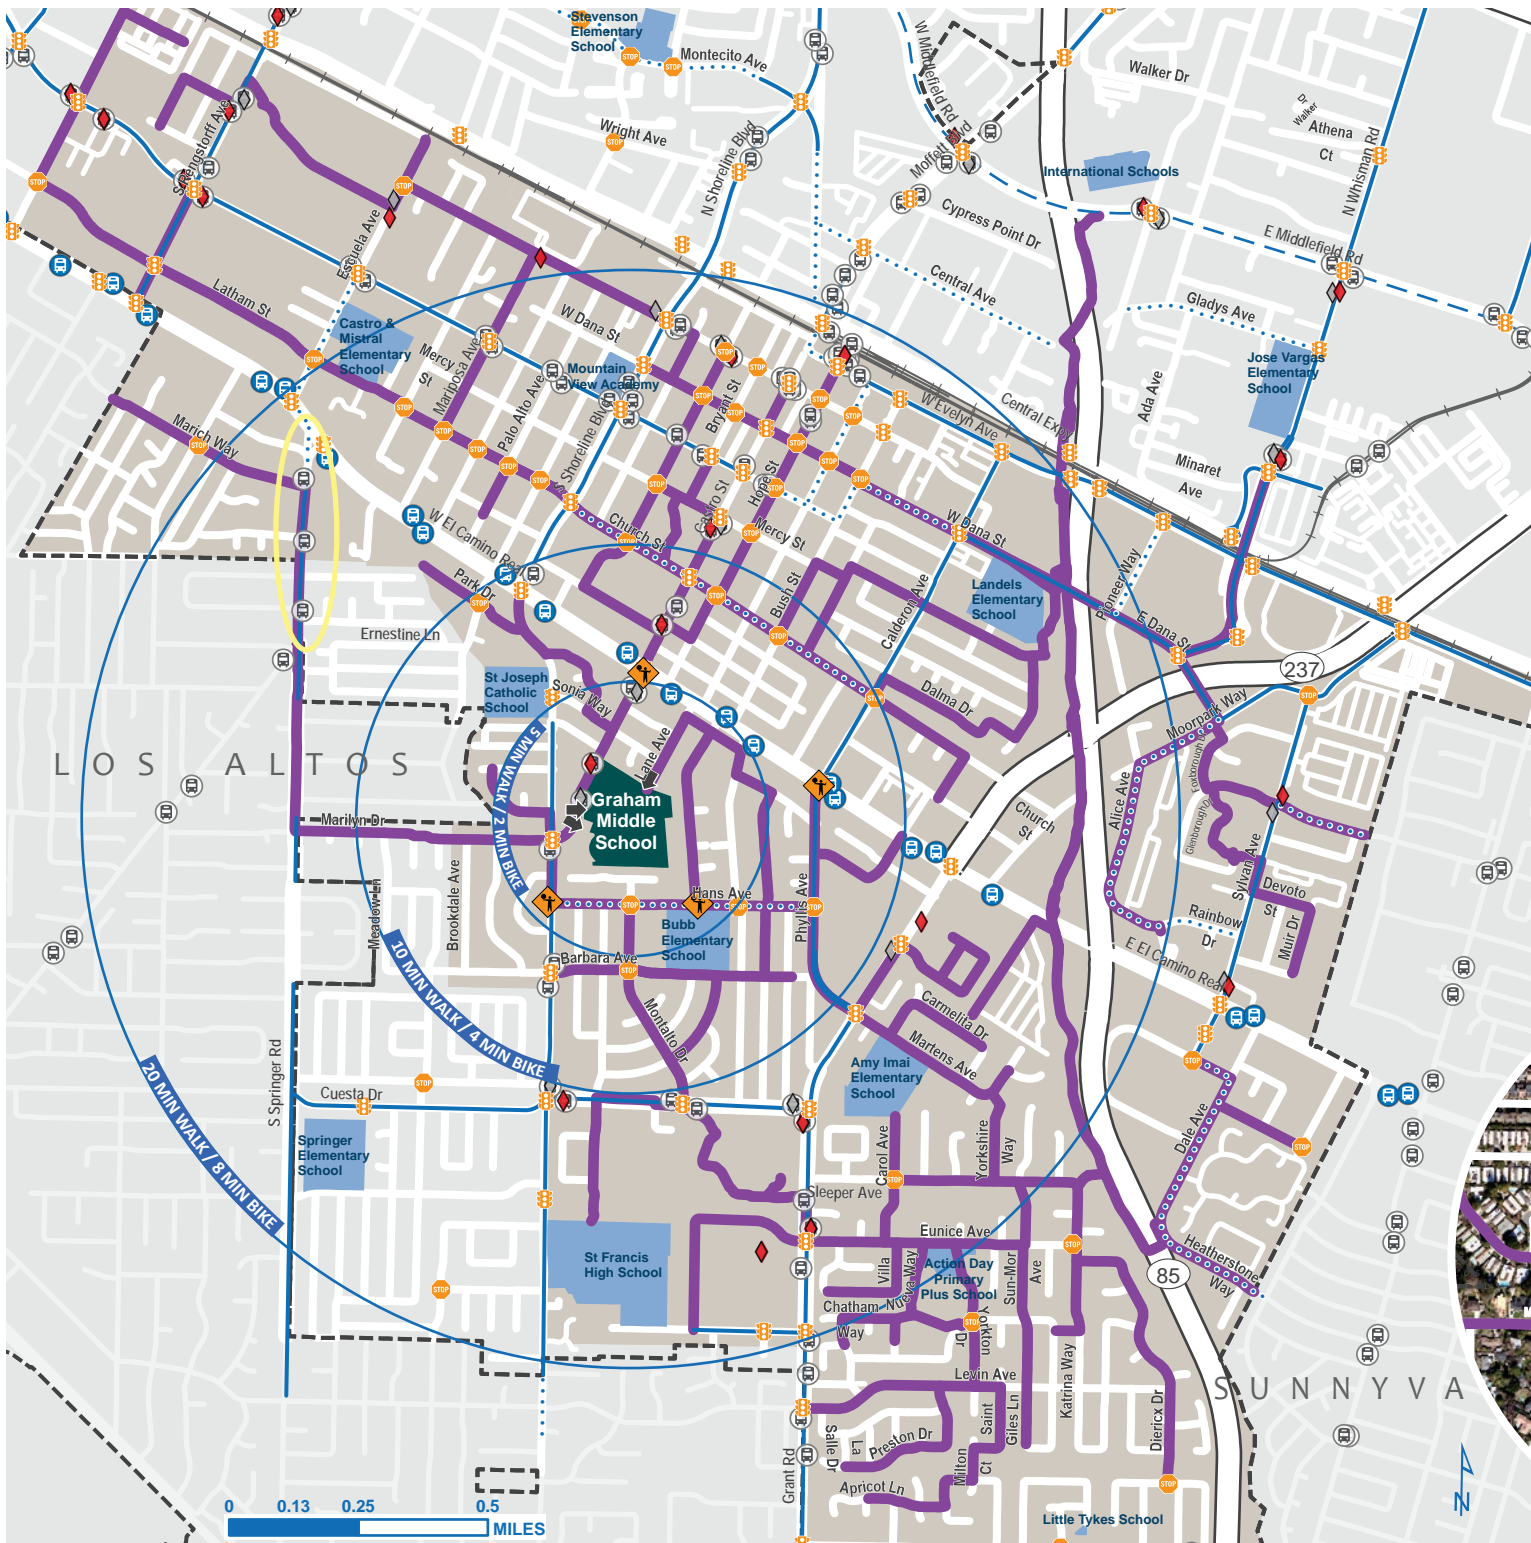 Stevenson
Elementary
School
Montecito Ave
W Middlefield Rd
Walker Dr
Dr
Walker
Athena
Ct
Wright Ave
N Shoreline Blvd
Moffett Blvd
International Schools
N Whisman Rd
S Rengstorff Ave
Cypress Point Dr
E Middlefield Rd
Escuela Ave
Latham St
Central Ave
Gladys Ave
Castro &
Mistral
Elementary
School
W Dana St
Mercy
St
Mariposa Ave
Mountain
View Academy
Jose Vargas
Elementary
School
Palo Alto Ave
Bryant St
W Evelyn Ave
Central Expy
Ada Ave
Marich Way
S Shoreline Blvd
Minaret
Ave
Hope St
Castro St
W El Camino Real
Church St
Mercy St
W Dana St
Park Dr
Bush St
Calderon Ave
Landels
Elementary
School
Pioneer Way
E Dana St
Ernestine Ln
237
St Joseph
Catholic
School
Sonia Way
Dalma Dr
Moorpark Way
LOS ALTOS
5 MIN WALK / 2 MIN BIKE
Lane Ave
Foxborough Dr
Alice Ave
Graham
Middle
School
Church
St
Marilyn Dr
Glenborough Dr
Sylvan Ave
Brookdale Ave
Meadow Ln
Hans Ave
Phyllis Ave
Devoto
St
Rainbow
Dr
Muir Dr
Bubb
Elementary
School
10 MIN WALK / 4 MIN BIKE
Barbara Ave
E El Camino Real
Montalto Dr
Carmelita Dr
Martens Ave
S Springer Rd
Cuesta Dr
Amy Imai
Elementary
School
20 MIN WALK / 8 MIN BIKE
Springer
Elementary
School
Carol Ave
Yorkshire
Way
Dale Ave
Sleeper Ave
Eunice Ave
Heatherstone
Way
St Francis
High School
Villa
Nueva Way
Action Day
Primary
Plus School
Sun-Mor
Ave
85
Chatham
Way
Yorkton
Dr
Levin Ave
Katrina Way
Diericx Dr
SUNNYVA
Saint
Giles Ln
Preston Dr
La
Salle Dr
Milton
Ct
Grant Rd
Apricot Ln
N
0 0.13 0.25 0.5
MILES
Little Tykes School